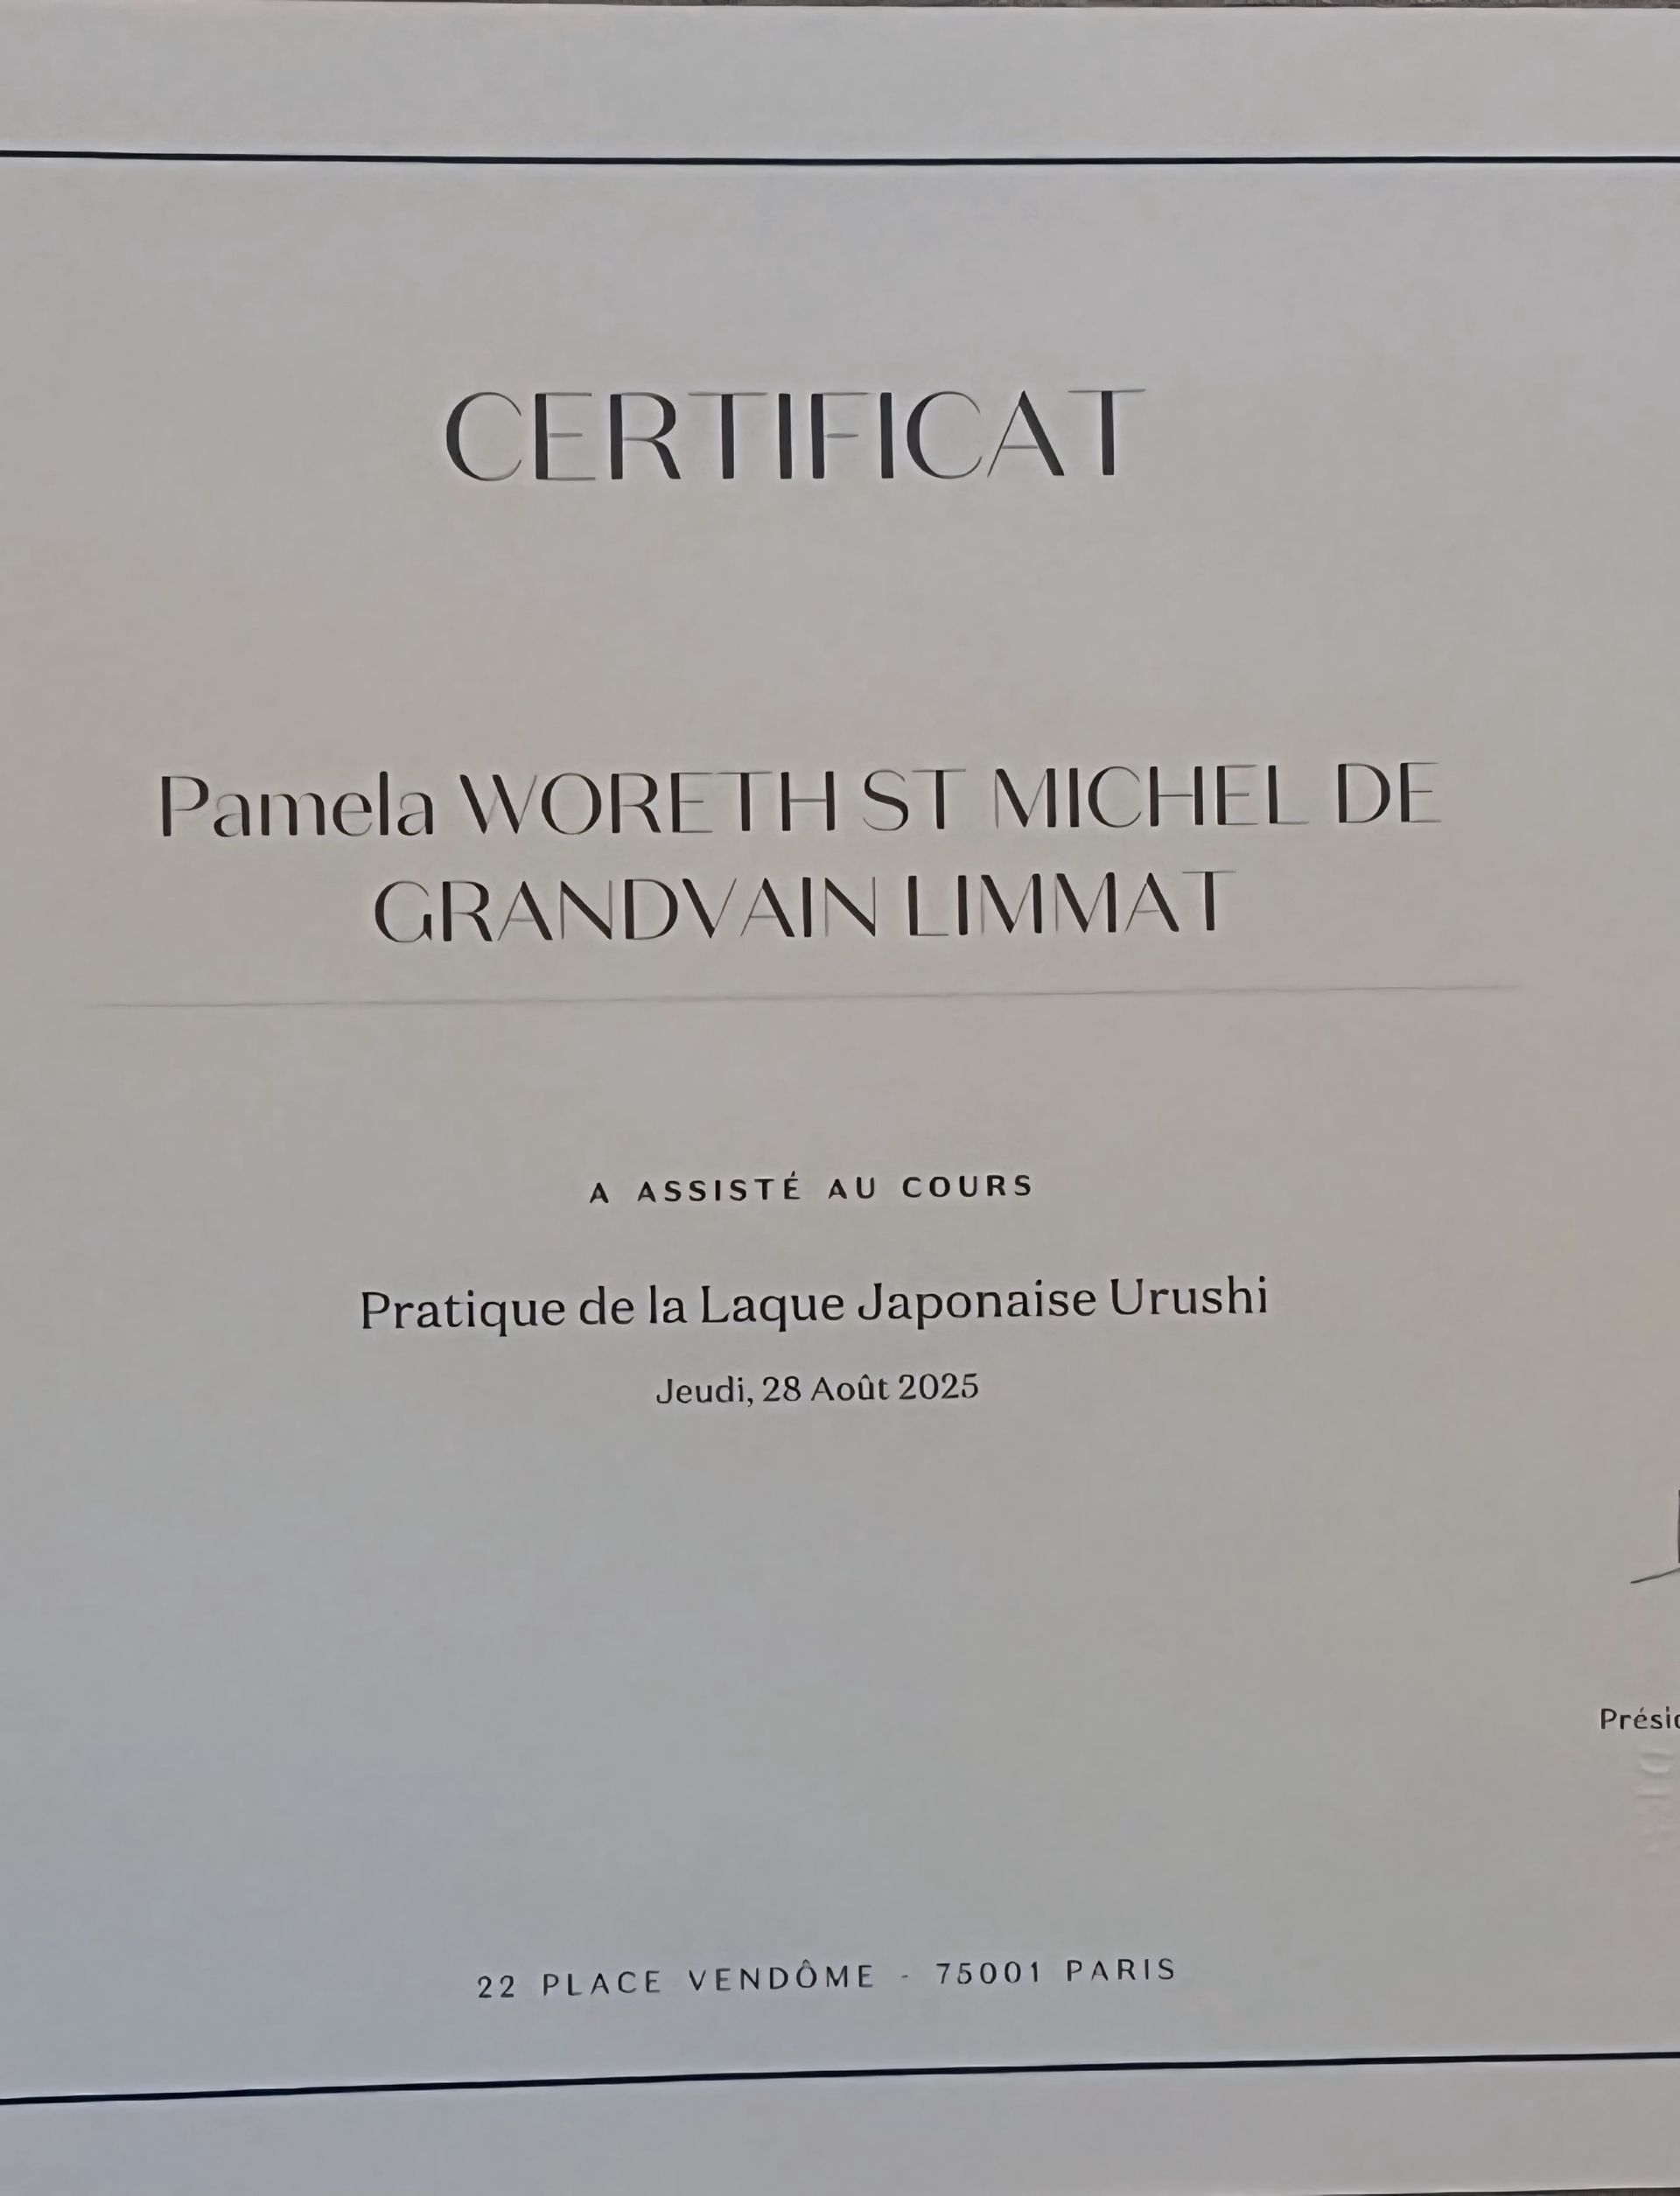 CERTIFICAT
Pamela WORETH ST MICHEL DE
GRANDVAIN LIMMAT
A ASSISTÉ AU COURS
Pratique de la Laque Japonaise Urushi
Jeudi, 28 Août 2025
22 PLACE VENDÔME - 75001 PARIS